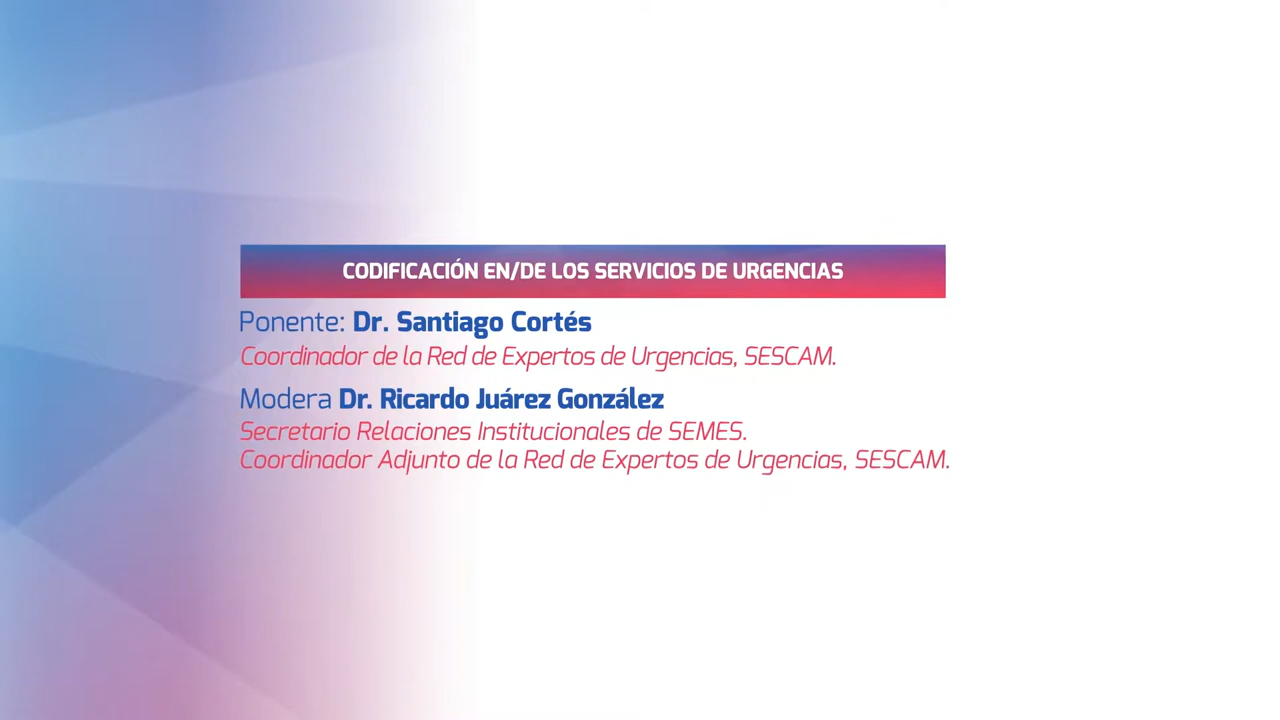 CODIFICACIÓN EN/DE LOS SERVICIOS DE URGENCIAS
Ponente: Dr. Santiago Cortés
Coordinador de la Red de Expertos de Urgencias, SESCAM.
Modera Dr. Ricardo Juárez González
Secretario Relaciones Institucionales de SEMES.
Coordinador Adjunto de la Red de Expertos de Urgencias, SESCAM.